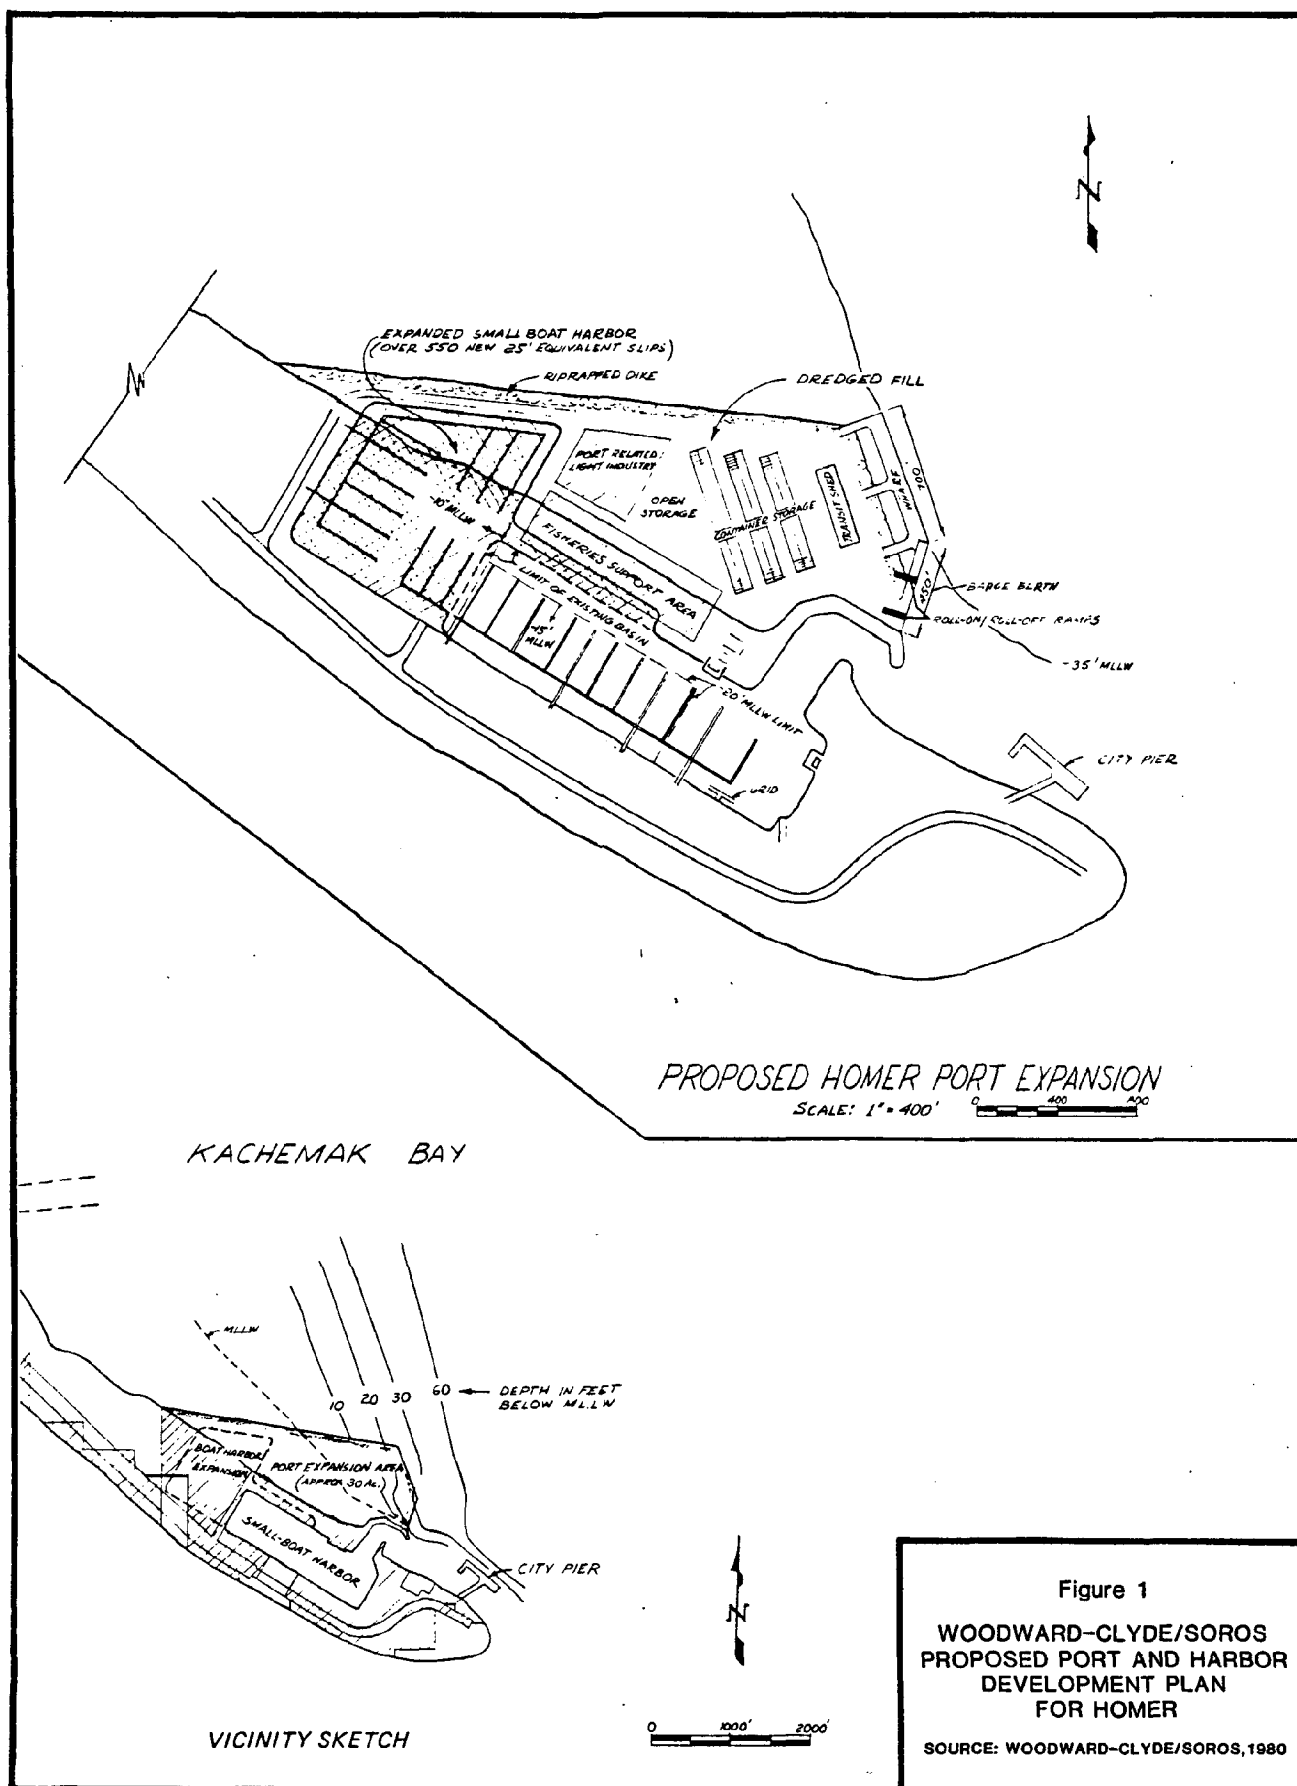 N
EXPANDED SMALL BOAT HARBOR
(OVER 550 NEW 25' EQUIVALENT SLIPS)
RIPRAPPED DIKE
DREDGED FILL
PORT RELATED
LIGHT INDUSTRY
OPEN
STORAGE
CONTAINER STORAGE
TRANSIT SHED
WHARF
700'
-10' MLLW
FISHERIES SUPPORT AREA
LIMIT OF EXISTING BASIN
-15'
MLLW
450'
BARGE BERTH
ROLL-ON/ROLL-OFF RAMPS
-35' MLLW
-20' MLLW LIMIT
GRID
CITY PIER
PROPOSED HOMER PORT EXPANSION
SCALE: 1" = 400'
0 400 800
KACHEMAK BAY
MLLW
10 20 30 60
DEPTH IN FEET
BELOW MLLW
BOAT HARBOR
EXPANSION
PORT EXPANSION AREA
(APPROX 30 AC.)
SMALL-BOAT HARBOR
CITY PIER
N
VICINITY SKETCH
0 1000' 2000'
Figure 1
WOODWARD-CLYDE/SOROS
PROPOSED PORT AND HARBOR
DEVELOPMENT PLAN
FOR HOMER
SOURCE: WOODWARD-CLYDE/SOROS, 1980